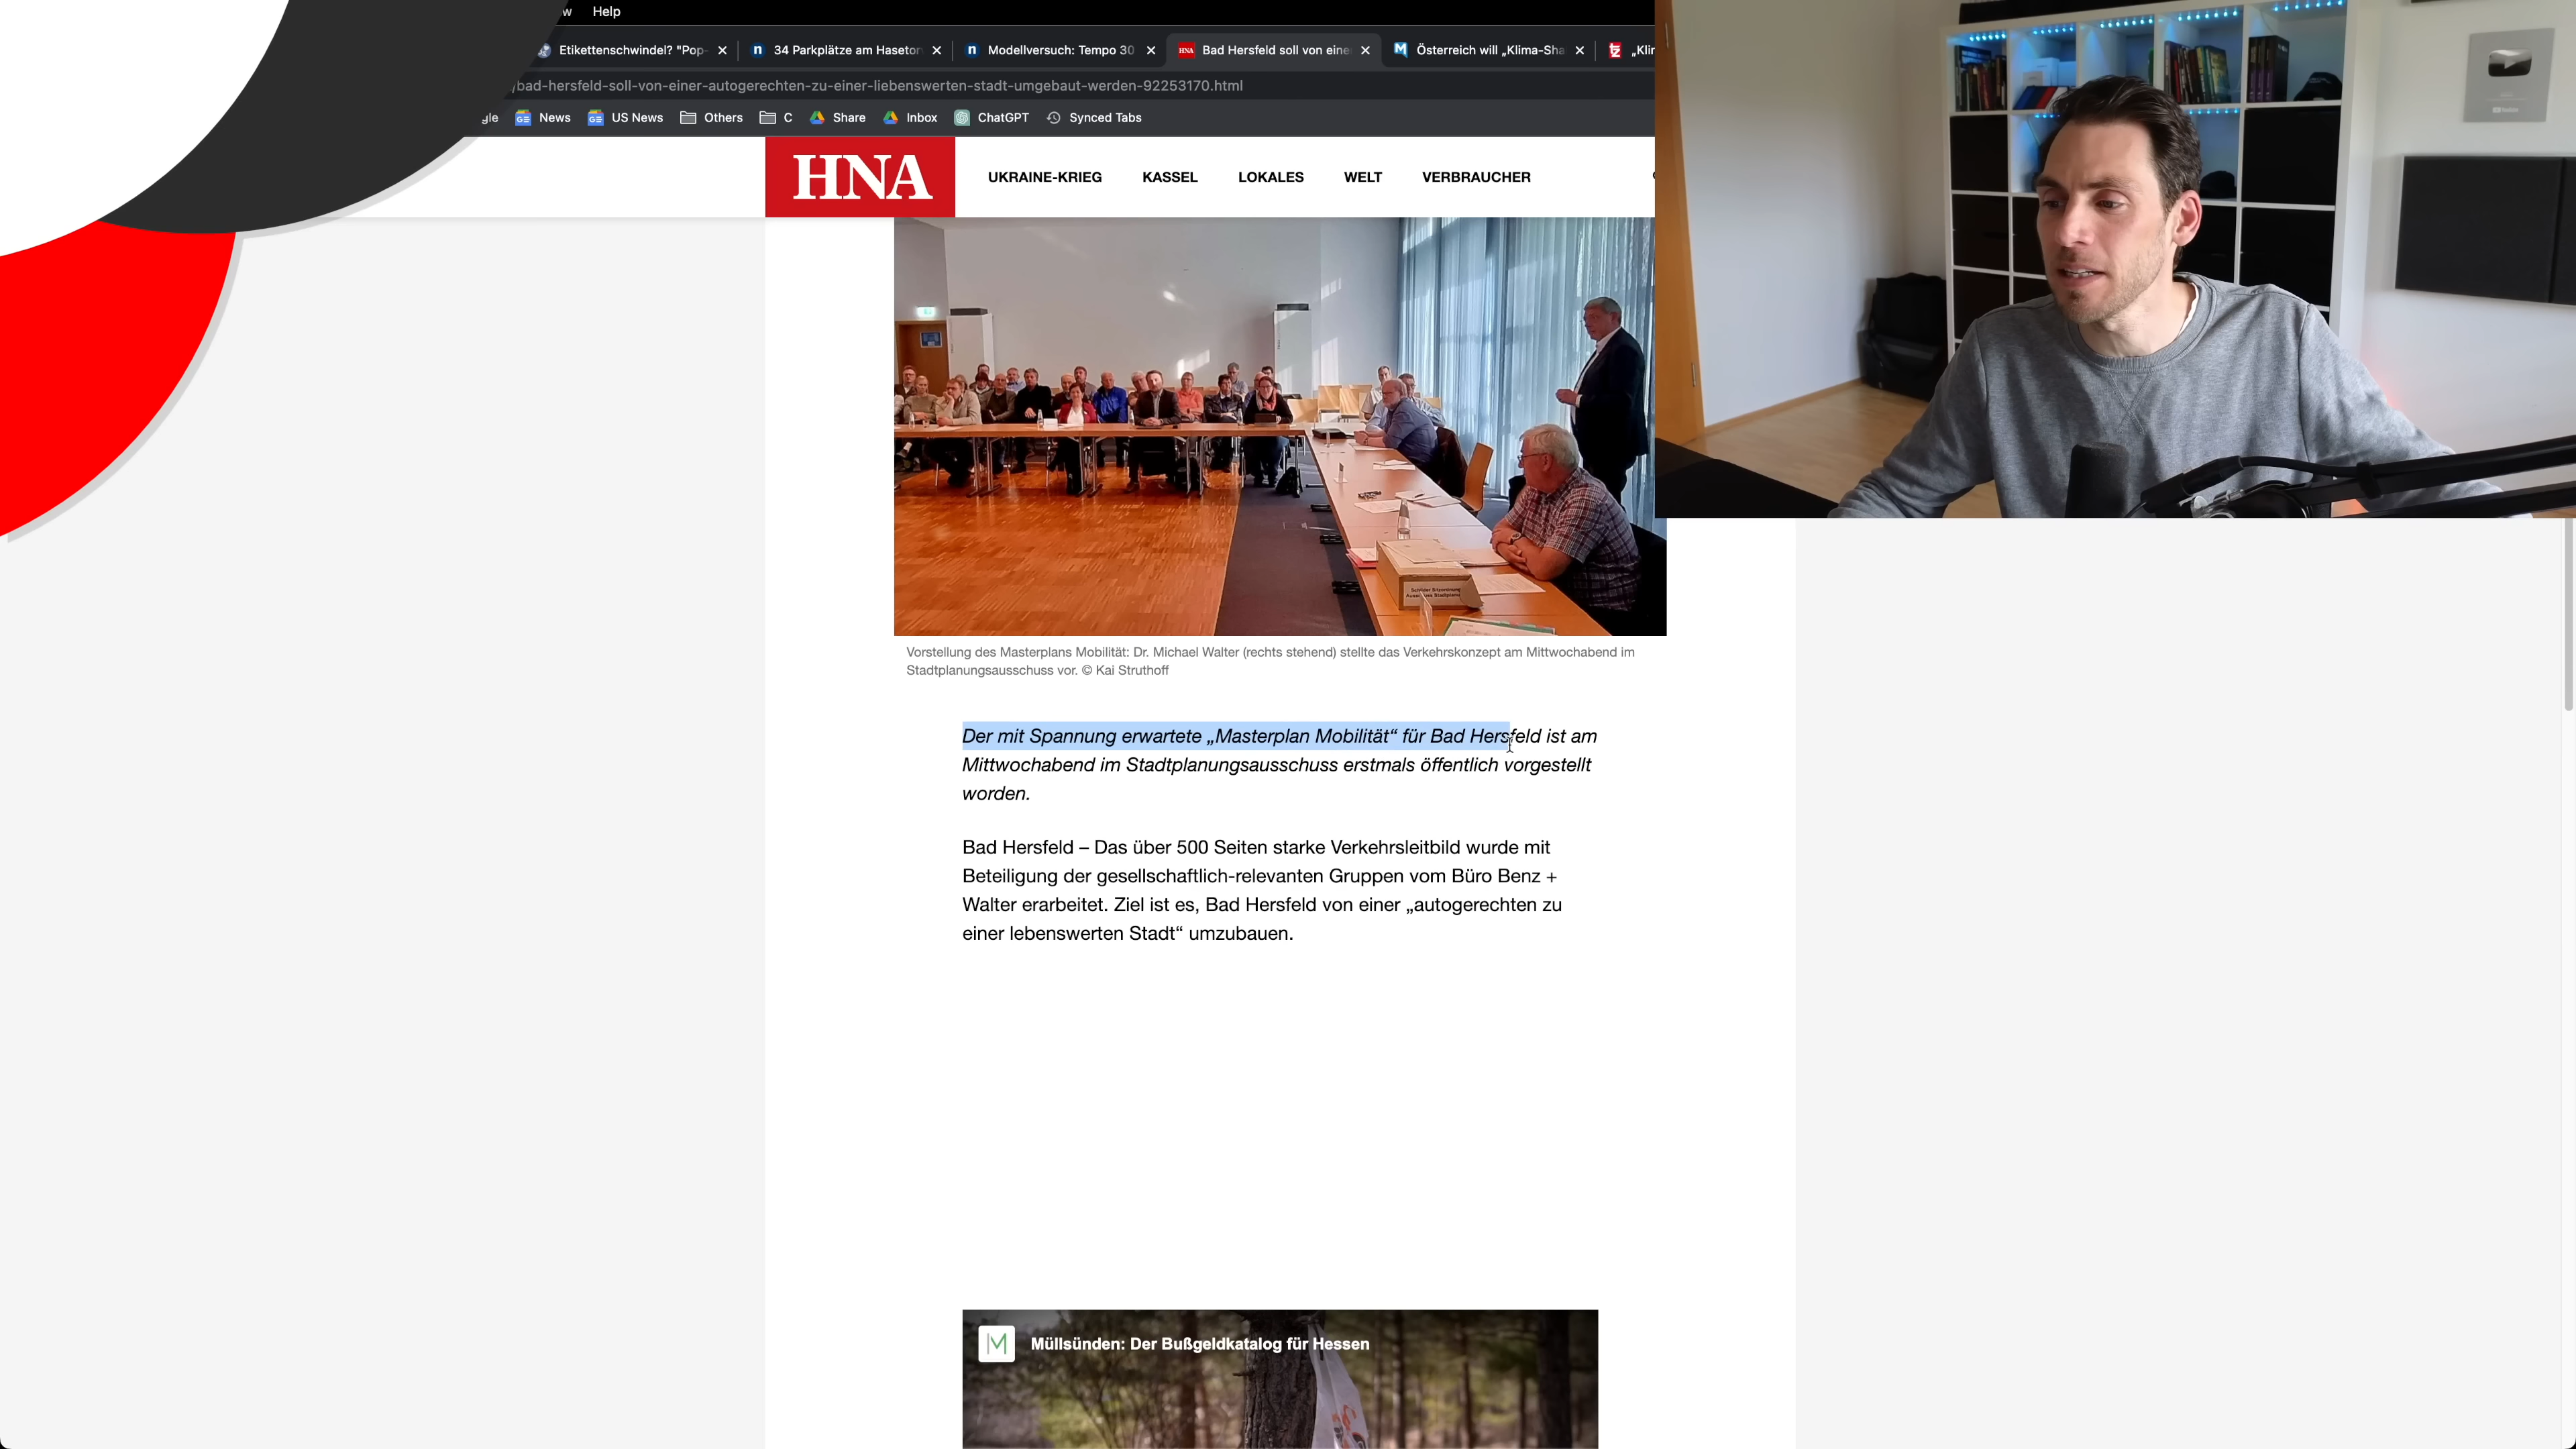 w Help
Etikettenschwindel? "Pop-
34 Parkplätze am Hasetor
Modellversuch: Tempo 30
Bad Hersfeld soll von eine
Österreich will „Klima-Sha
/bad-hersfeld-soll-von-einer-autogerechten-zu-einer-liebenswerten-stadt-umgebaut-werden-92253170.html
gle News US News Others C Share Inbox ChatGPT Synced Tabs
HNA
UKRAINE-KRIEG KASSEL LOKALES WELT VERBRAUCHER
Vorstellung des Masterplans Mobilität: Dr. Michael Walter (rechts stehend) stellte das Verkehrskonzept am Mittwochabend im
Stadtplanungsausschuss vor. © Kai Struthoff
Der mit Spannung erwartete „Masterplan Mobilität“ für Bad Hersfeld ist am
Mittwochabend im Stadtplanungsausschuss erstmals öffentlich vorgestellt
worden.
Bad Hersfeld – Das über 500 Seiten starke Verkehrsleitbild wurde mit
Beteiligung der gesellschaftlich-relevanten Gruppen vom Büro Benz +
Walter erarbeitet. Ziel ist es, Bad Hersfeld von einer „autogerechten zu
einer lebenswerten Stadt“ umzubauen.
Müllsünden: Der Bußgeldkatalog für Hessen